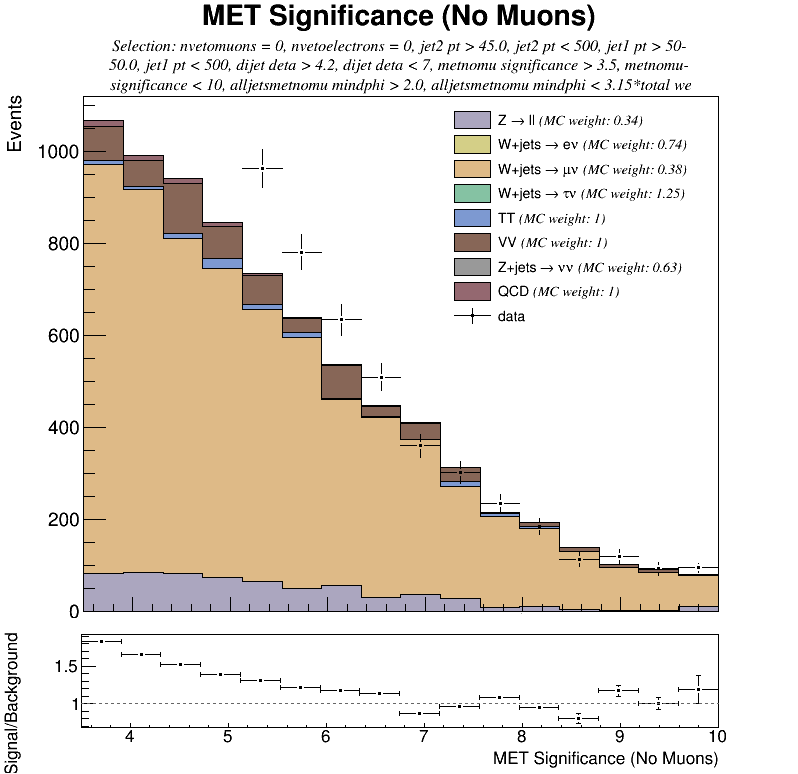 MET Significance (No Muons)
Selection: nvetomuons = 0, nvetoelectrons = 0, jet2 pt > 45.0, jet2 pt < 500, jet1 pt > 50-
50.0, jet1 pt < 500, dijet deta > 4.2, dijet deta < 7, metnomu significance > 3.5, metnomu-
significance < 10, alljetsmetnomu mindphi > 2.0, alljetsmetnomu mindphi < 3.15*total we
Events
1000
800
600
400
200
0
Z → ll (MC weight: 0.34)
W+jets → eν (MC weight: 0.74)
W+jets → μν (MC weight: 0.38)
W+jets → τν (MC weight: 1.25)
TT (MC weight: 1)
VV (MC weight: 1)
Z+jets → νν (MC weight: 0.63)
QCD (MC weight: 1)
data
Signal/Background
1.5
1
4 5 6 7 8 9 10
MET Significance (No Muons)